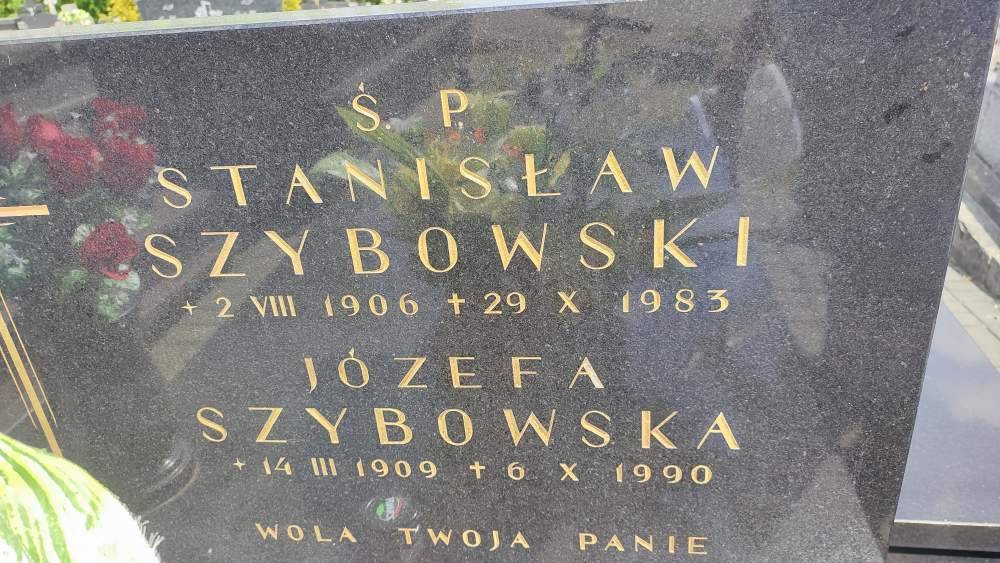 Ś P
STANISŁAW
SZYBOWSKI
+ 2 VIII 1906 † 29 X 1983
JÓZEFA
SZYBOWSKA
+ 14 III 1909 † 6 X 1990
WOLA TWOJA PANIE